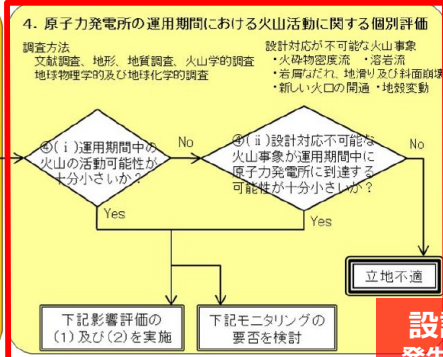 4. 原子力発電所の運用期間における火山活動に関する個別評価
調査方法
文献調査、地形、地質調査、火山学的調査
地球物理学的及び地球化学的調査
設計対応が不可能な火山事象
・火砕物密度流 ・溶岩流
・岩屑なだれ、地滑り及び斜面崩壊
・新しい火口の開通 ・地殻変動
④(ⅰ)運用期間中の
火山の活動可能性が
十分小さいか?
No
④(ⅱ)設計対応不可能な
火山事象が運用期間中に
原子力発電所に到達する
可能性が十分小さいか?
No
Yes
Yes
立地不適
下記影響評価の
(1)及び(2)を実施
下記モニタリングの
要否を検討
設
発